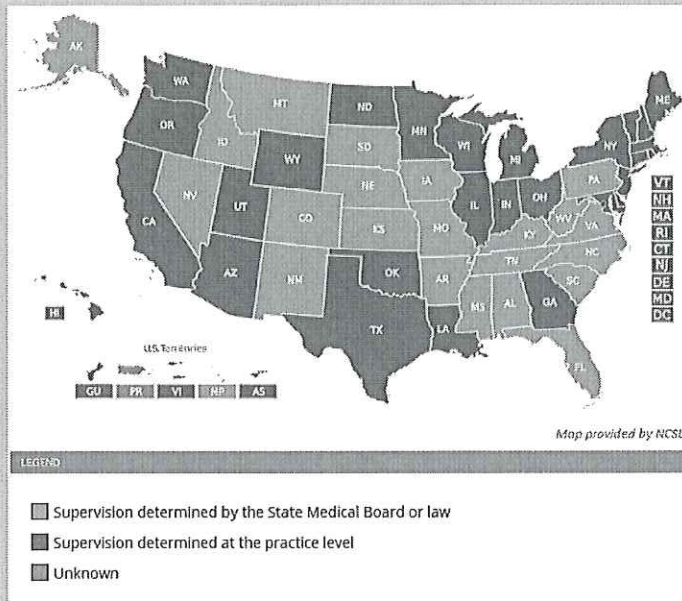 AK
WA
MT
ND
MN
ME
OR
ID
SD
WI
NY
WY
MI
NV
NE
IA
PA
IL
IN
OH
UT
CO
WV
VA
CA
KS
MO
KY
NC
TN
AZ
NM
OK
AR
SC
MS
AL
GA
TX
LA
FL
VT
NH
MA
RI
CT
NJ
DE
MD
DC
HI
U.S. Territories
GU PR VI MP AS
Map provided by NCSL
LEGEND
Supervision determined by the State Medical Board or law
Supervision determined at the practice level
Unknown